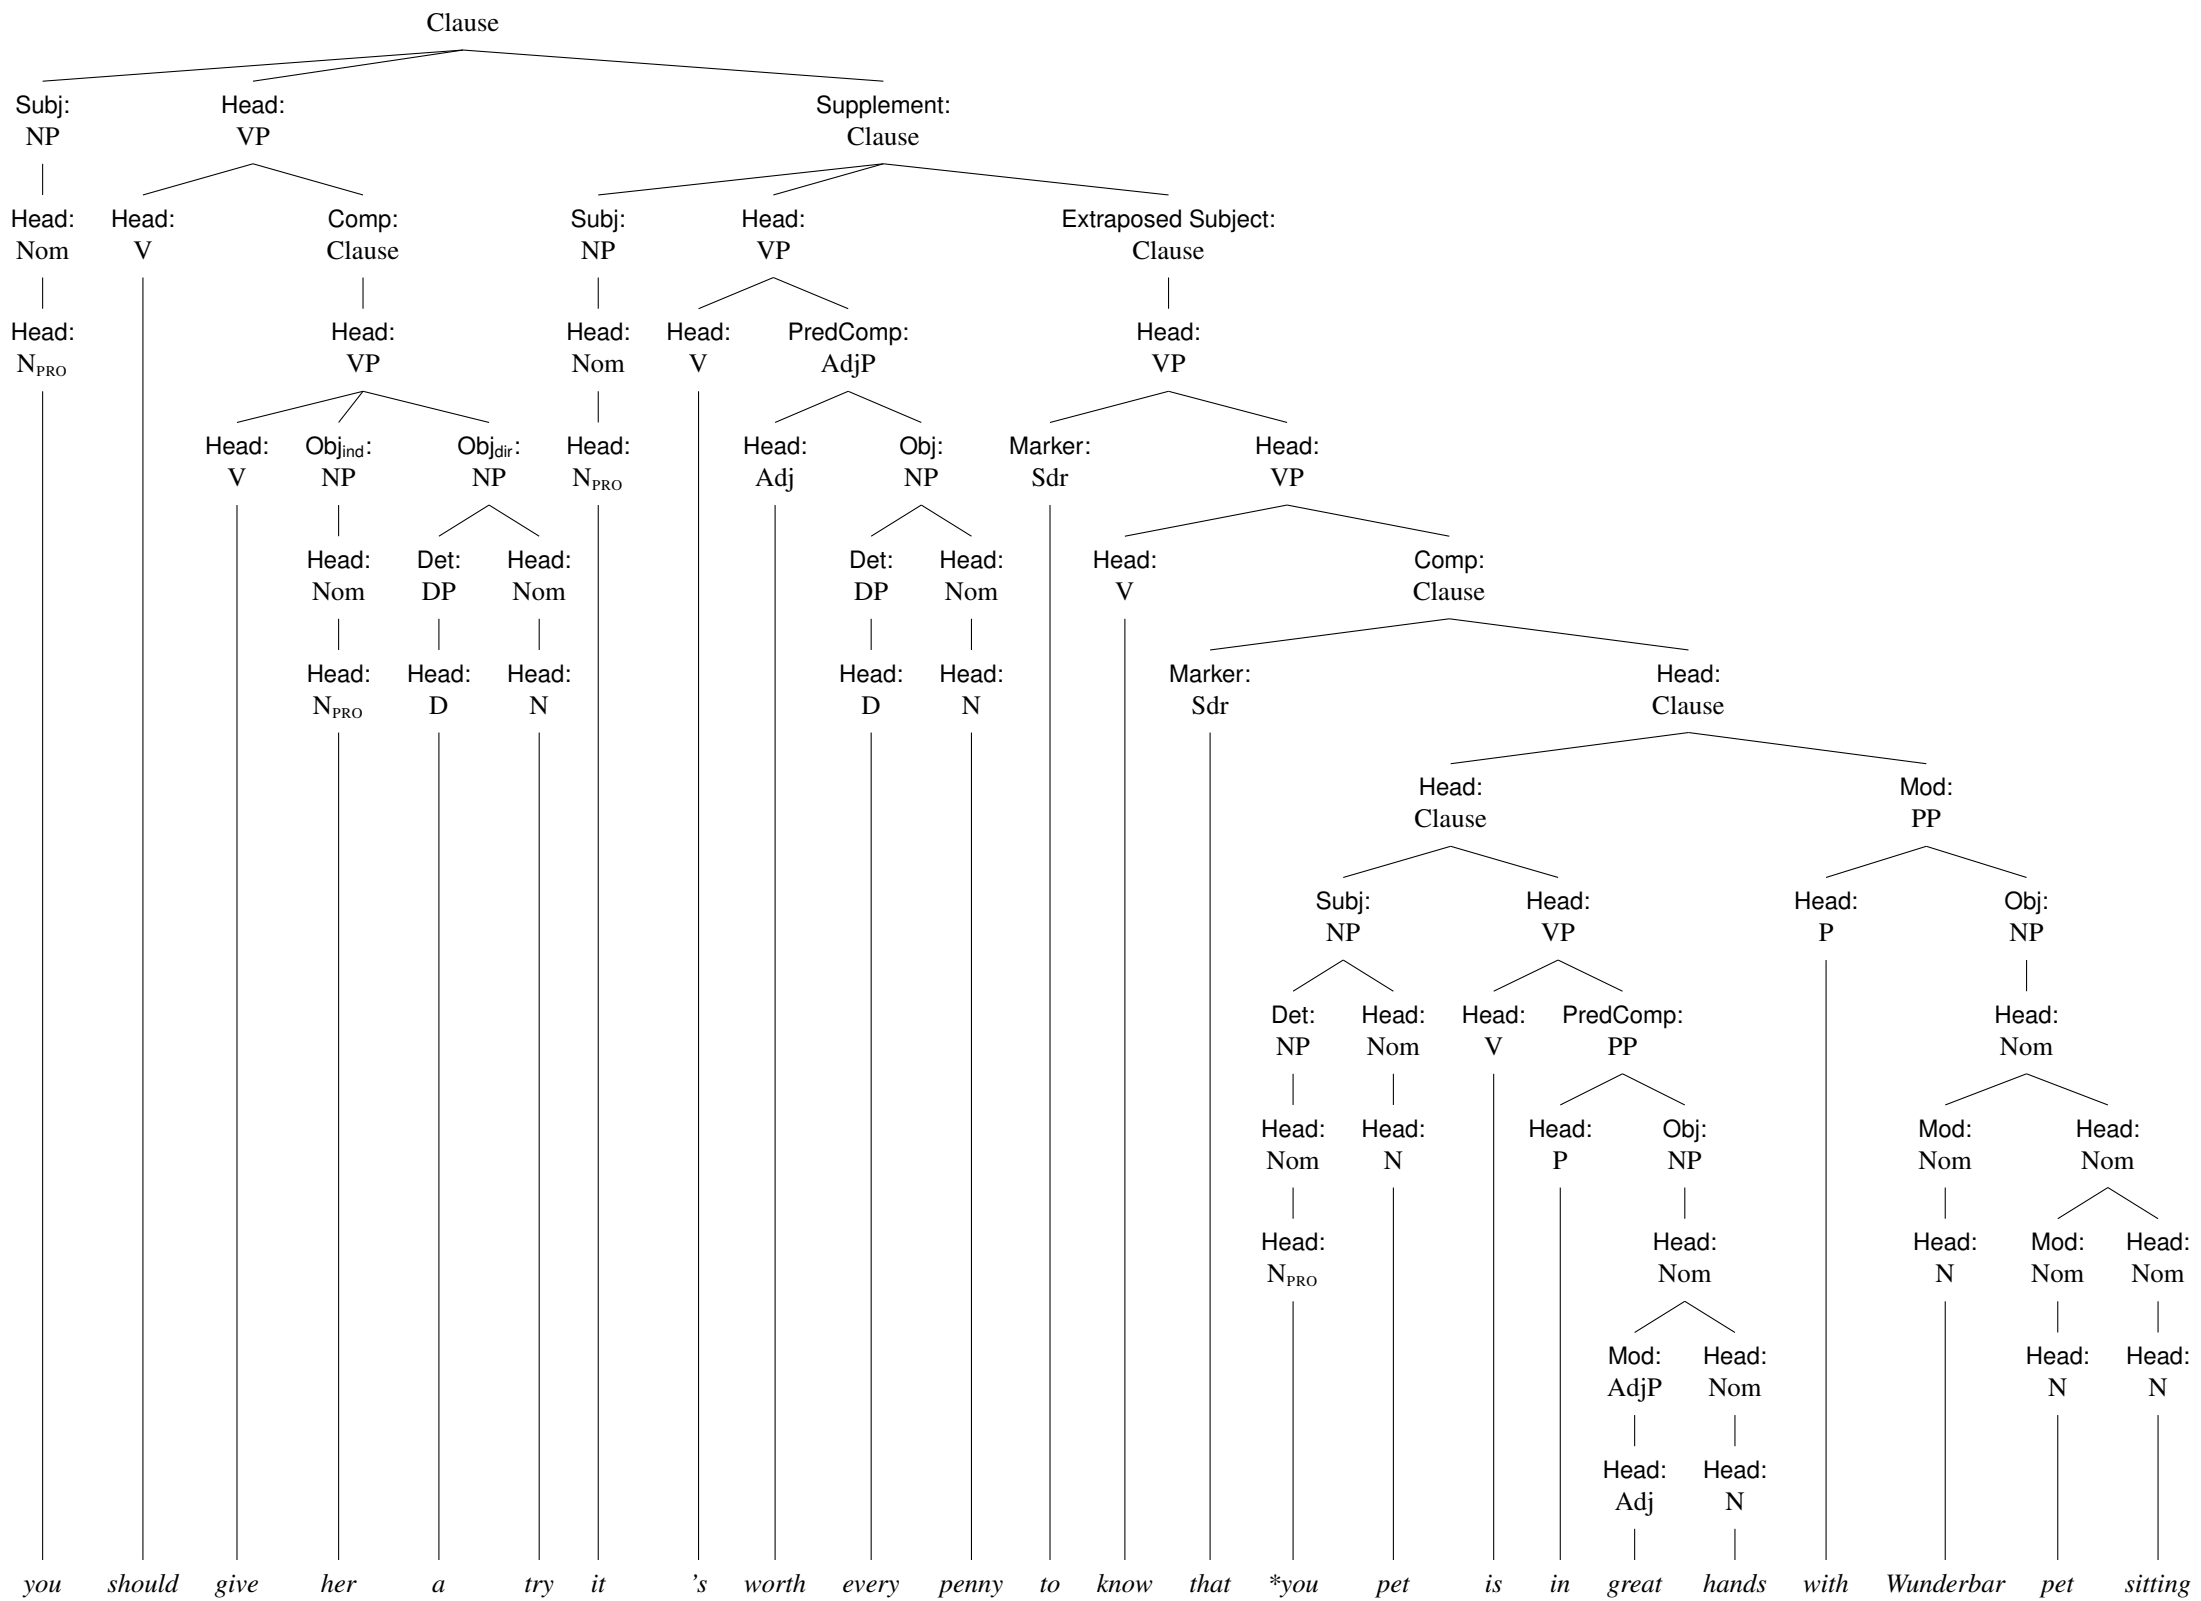 Clause
Subj: Head: Supplement:
NP VP Clause
Head: Head: Comp: Subj: Head: Extraposed Subject:
Nom V Clause NP VP Clause
Head: Head: Head: Head: PredComp: Head:
NPRO VP Nom V AdjP VP
Head: Objind: Objdir: Head: Head: Obj: Marker: Head:
V NP NP NPRO Adj NP Sdr VP
Head: Det: Head: Det: Head: Head: Comp:
Nom DP Nom DP Nom V Clause
Head: Head: Head: Head: Head: Marker: Head:
NPRO D N D N Sdr Clause
Head: Mod:
Clause PP
Subj: Head: Head: Obj:
NP VP P NP
Det: Head: Head: PredComp: Head:
NP Nom V PP Nom
Head: Head: Head: Obj: Mod: Head:
Nom N P NP Nom Nom
Head: Head: Head: Mod: Head:
NPRO Nom N Nom Nom
Mod: Head: Head: Head:
AdjP Nom N N
Head: Head:
Adj N
you should give her a try it ’s worth every penny to know that *you pet is in great hands with Wunderbar pet sitting